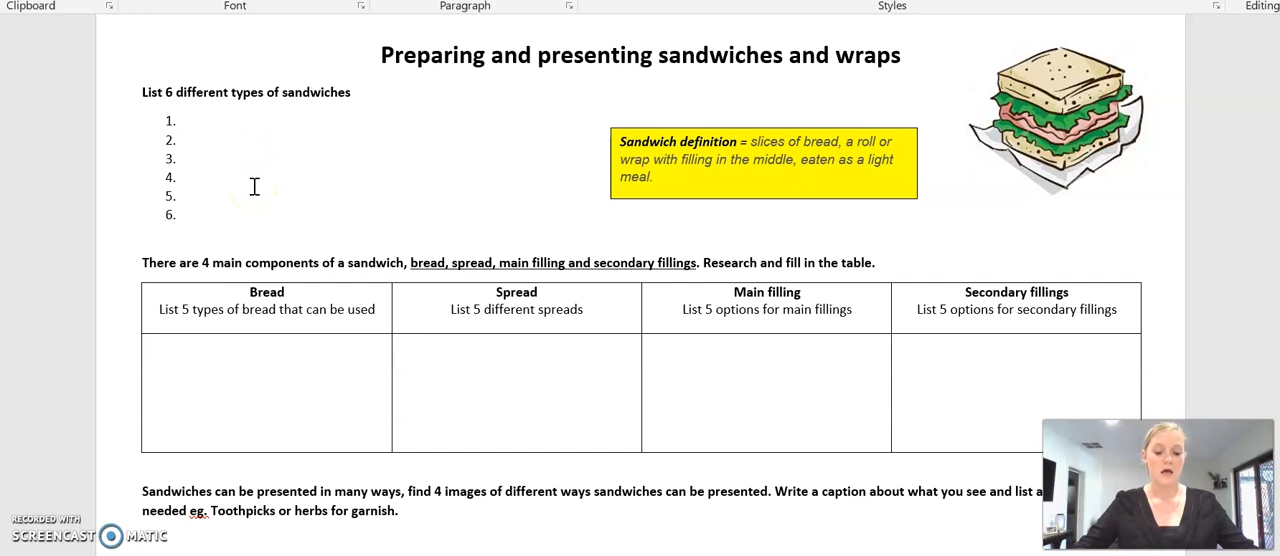 Clipboard Font Paragraph Styles Editing
Preparing and presenting sandwiches and wraps
List 6 different types of sandwiches
1.
2.
3.
4.
5.
6.
Sandwich definition = slices of bread, a roll or
wrap with filling in the middle, eaten as a light
meal.
There are 4 main components of a sandwich, bread, spread, main filling and secondary fillings. Research and fill in the table.
Bread Spread Main filling Secondary fillings
List 5 types of bread that can be used List 5 different spreads List 5 options for main fillings List 5 options for secondary fillings
Sandwiches can be presented in many ways, find 4 images of different ways sandwiches can be presented. Write a caption about what you see and list a
needed eg. Toothpicks or herbs for garnish.
RECORDED WITH
SCREENCAST MATIC